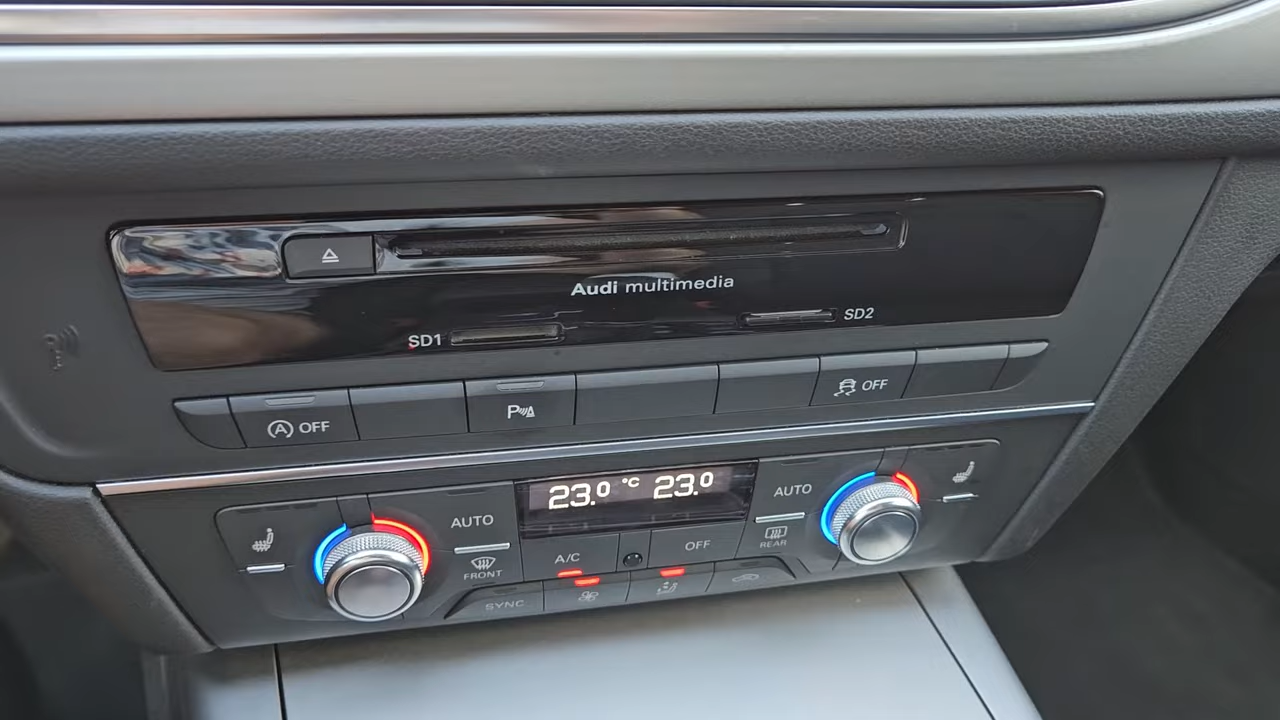 Audi multimedia
SD1
SD2
A OFF
P
OFF
23.0 °C 23.0
AUTO
AUTO
FRONT
A/C
OFF
REAR
SYNC